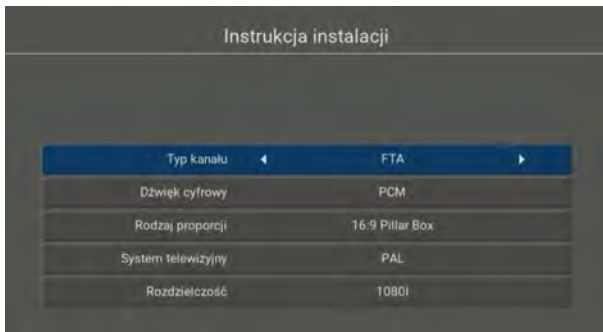 Instrukcja instalacji
Typ kanału FTA
Dźwięk cyfrowy PCM
Rodzaj proporcji 16:9 Pillar Box
System telewizyjny PAL
Rozdzielczość 1080I